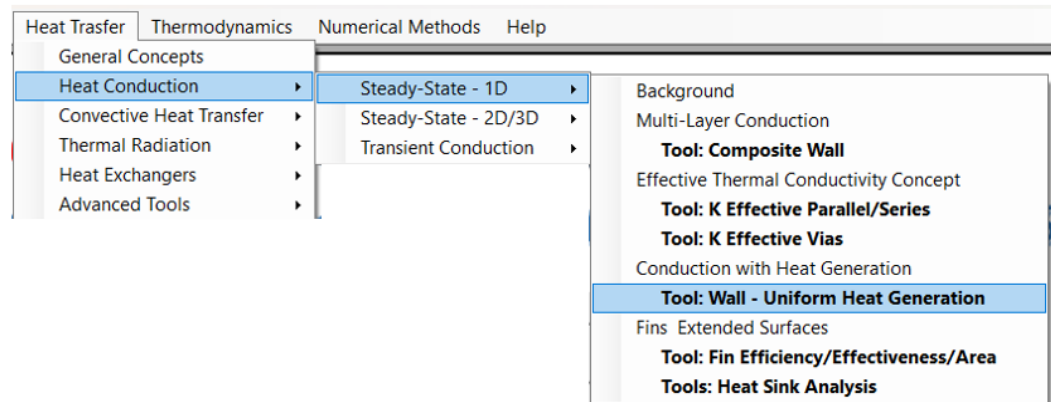 Heat Trasfer Thermodynamics Numerical Methods Help
General Concepts
Heat Conduction
Convective Heat Transfer
Thermal Radiation
Heat Exchangers
Advanced Tools
Steady-State - 1D
Steady-State - 2D/3D
Transient Conduction
Background
Multi-Layer Conduction
Tool: Composite Wall
Effective Thermal Conductivity Concept
Tool: K Effective Parallel/Series
Tool: K Effective Vias
Conduction with Heat Generation
Tool: Wall - Uniform Heat Generation
Fins  Extended Surfaces
Tool: Fin Efficiency/Effectiveness/Area
Tools: Heat Sink Analysis